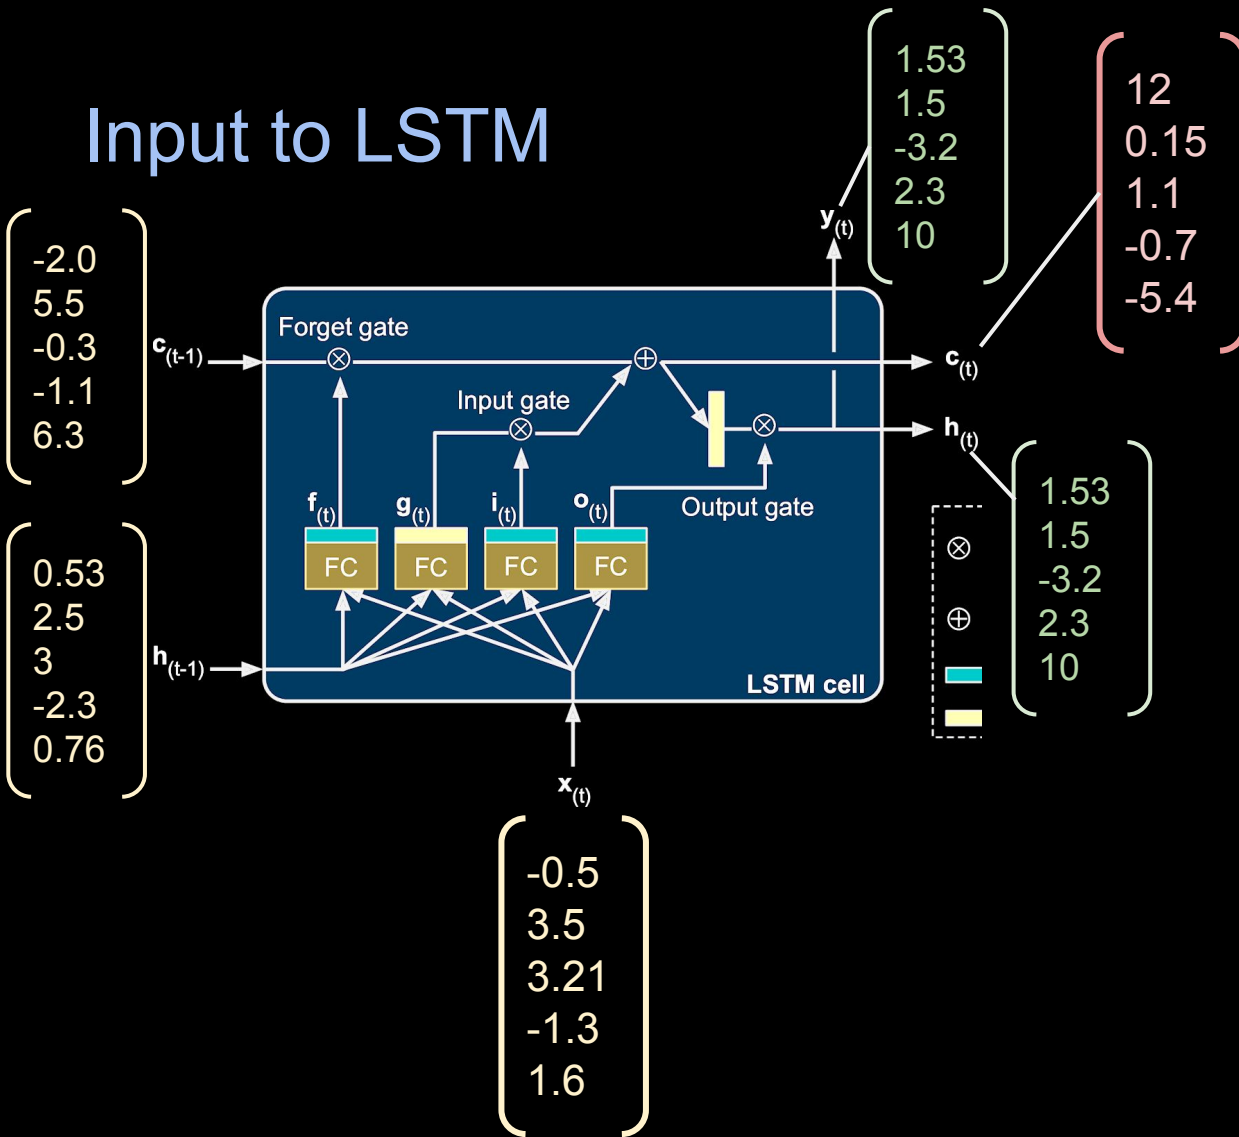 Input to LSTM
1.53
1.5
-3.2
2.3
10
12
0.15
1.1
-0.7
-5.4
-2.0
5.5
-0.3
-1.1
6.3
y(t)
c(t-1)
Forget gate
c(t)
Input gate
h(t)
f(t)
g(t)
i(t)
o(t)
Output gate
FC
FC
FC
FC
1.53
1.5
-3.2
2.3
10
0.53
2.5
3
-2.3
0.76
h(t-1)
LSTM cell
x(t)
-0.5
3.5
3.21
-1.3
1.6